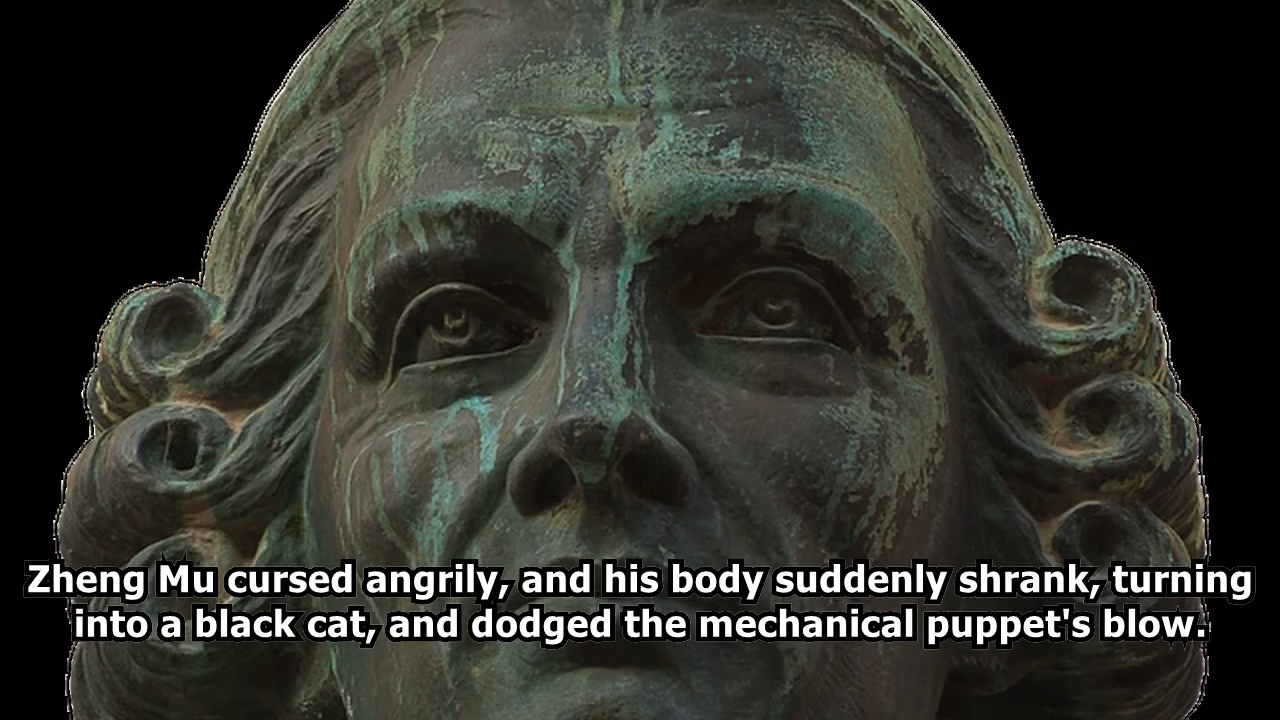 Zheng Mu cursed angrily, and his body suddenly shrank, turning
into a black cat, and dodged the mechanical puppet's blow.